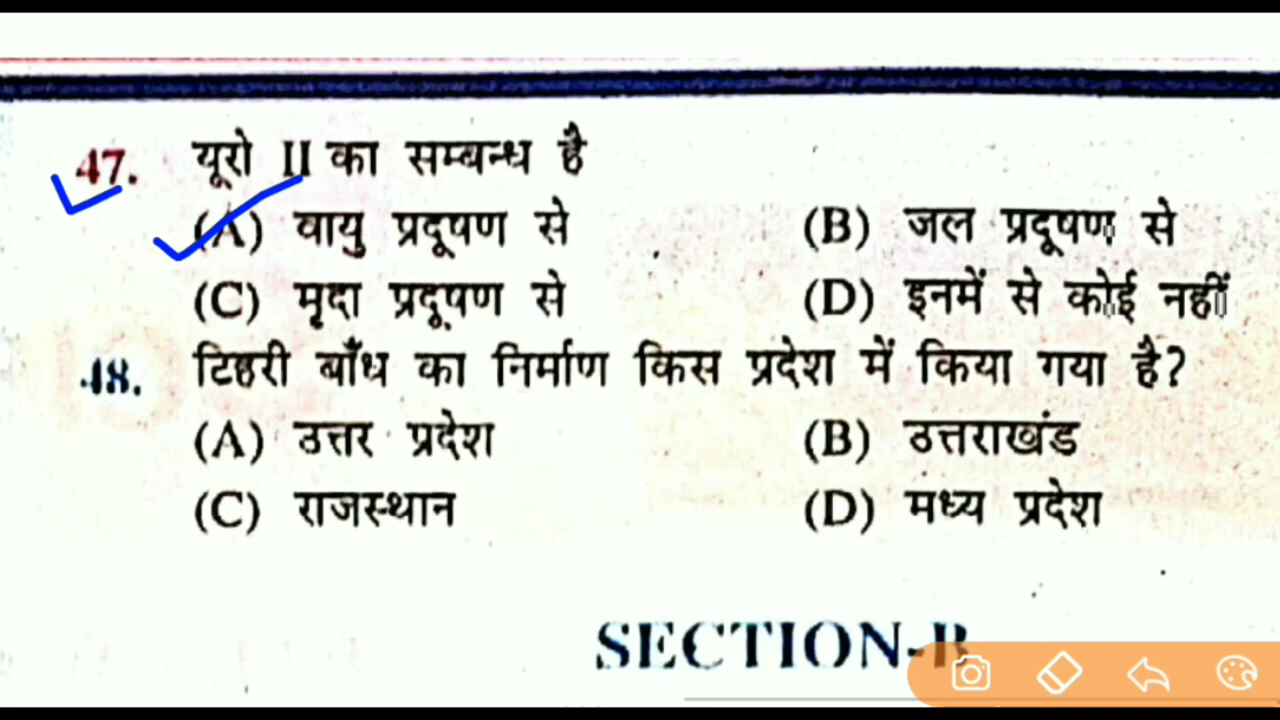 47. यूरो II का सम्बन्ध है
(A) वायु प्रदूषण से (B) जल प्रदूषण से
(C) मृदा प्रदूषण से (D) इनमें से कोई नहीं
48. टिहरी बाँध का निर्माण किस प्रदेश में किया गया है?
(A) उत्तर प्रदेश (B) उत्तराखंड
(C) राजस्थान (D) मध्य प्रदेश
SECTION-B